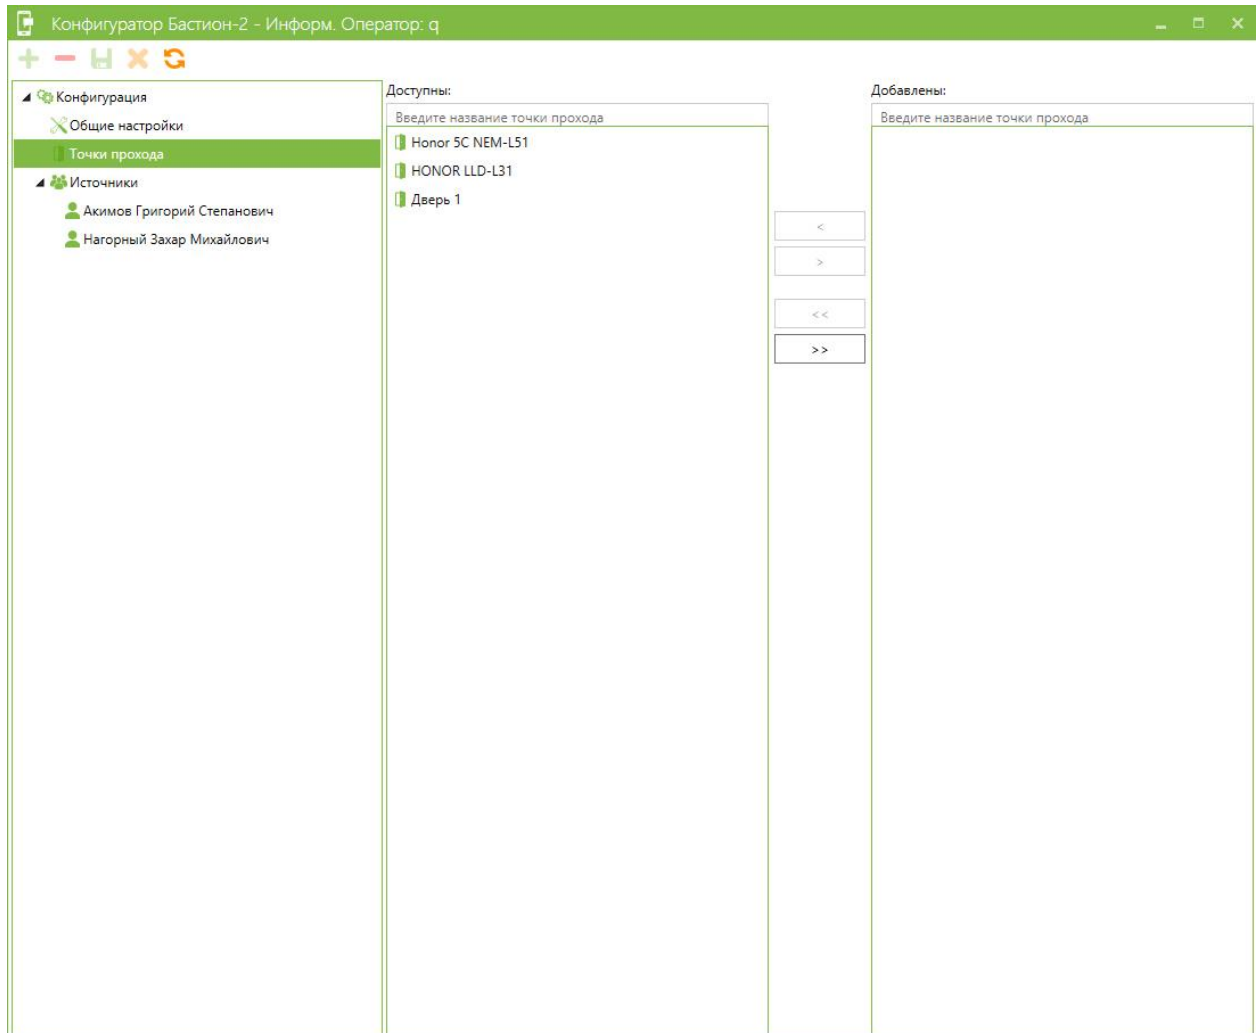 Конфигуратор Бастион-2 - Информ. Оператор: q
Конфигурация
Общие настройки
Точки прохода
Источники
Акимов Григорий Степанович
Нагорный Захар Михайлович
Доступны:
Введите название точки прохода
Honor 5C NEM-L51
HONOR LLD-L31
Дверь 1
<
>
<<
>>
Добавлены:
Введите название точки прохода